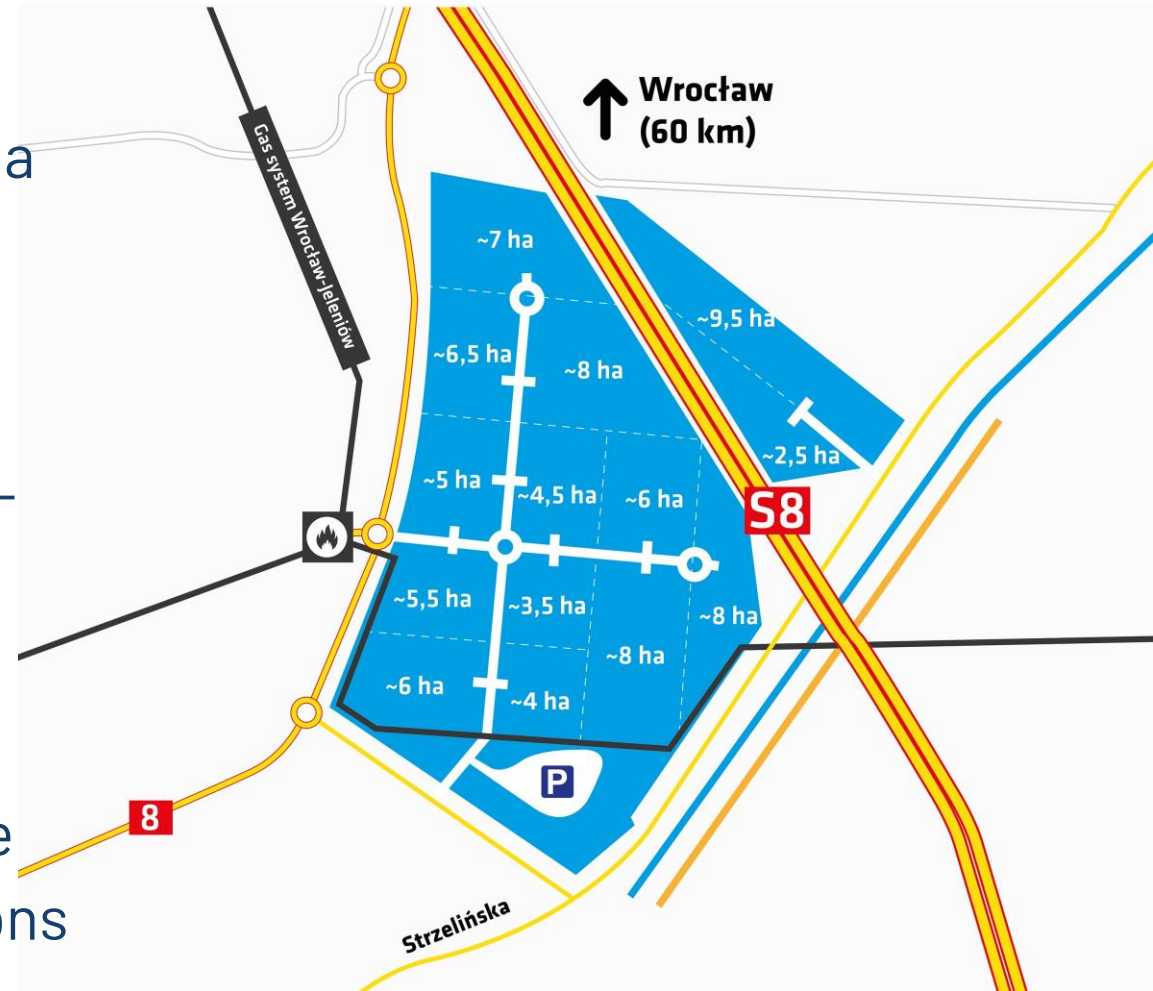 a
–
e
ons
Wrocław
(60 km)
Gas system Wrocław-Jeleniów
~7 ha
~9,5 ha
~6,5 ha
~8 ha
~2,5 ha
~5 ha
~4,5 ha
~6 ha
S8
~5,5 ha
~3,5 ha
~8 ha
~8 ha
~6 ha
~4 ha
P
8
Strzelińska